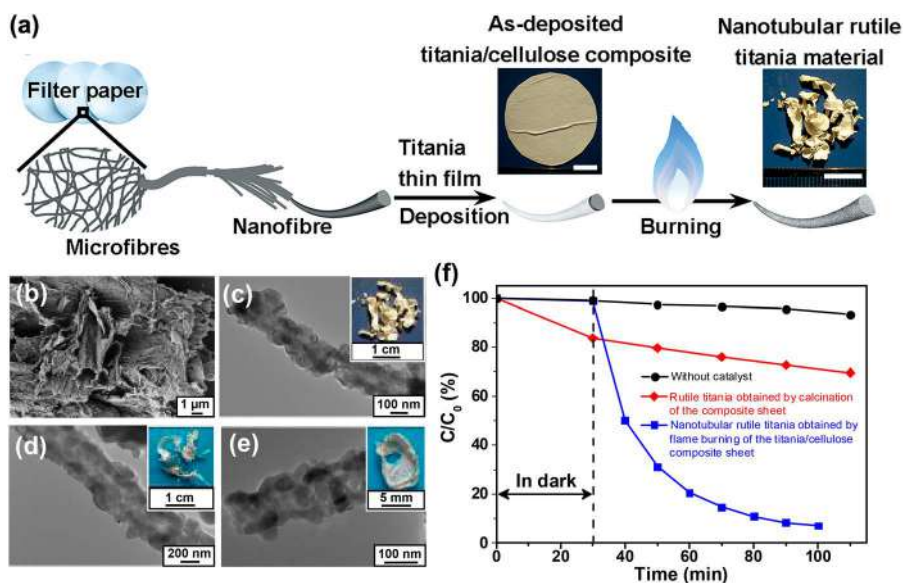 (a)
As-deposited
titania/cellulose composite
Nanotubular rutile
titania material
Filter paper
Titania
thin film
Deposition
Nanofibre
Microfibres
Burning
(b)
1 µm
(c)
1 cm
100 nm
(d)
1 cm
200 nm
(e)
5 mm
100 nm
(f)
C/C0 (%)
100
80
60
40
20
0
Without catalyst
Rutile titania obtained by calcination
of the composite sheet
Nanotubular rutile titania obtained by
flame burning of the titania/cellulose
composite sheet
In dark
0 20 40 60 80 100
Time (min)